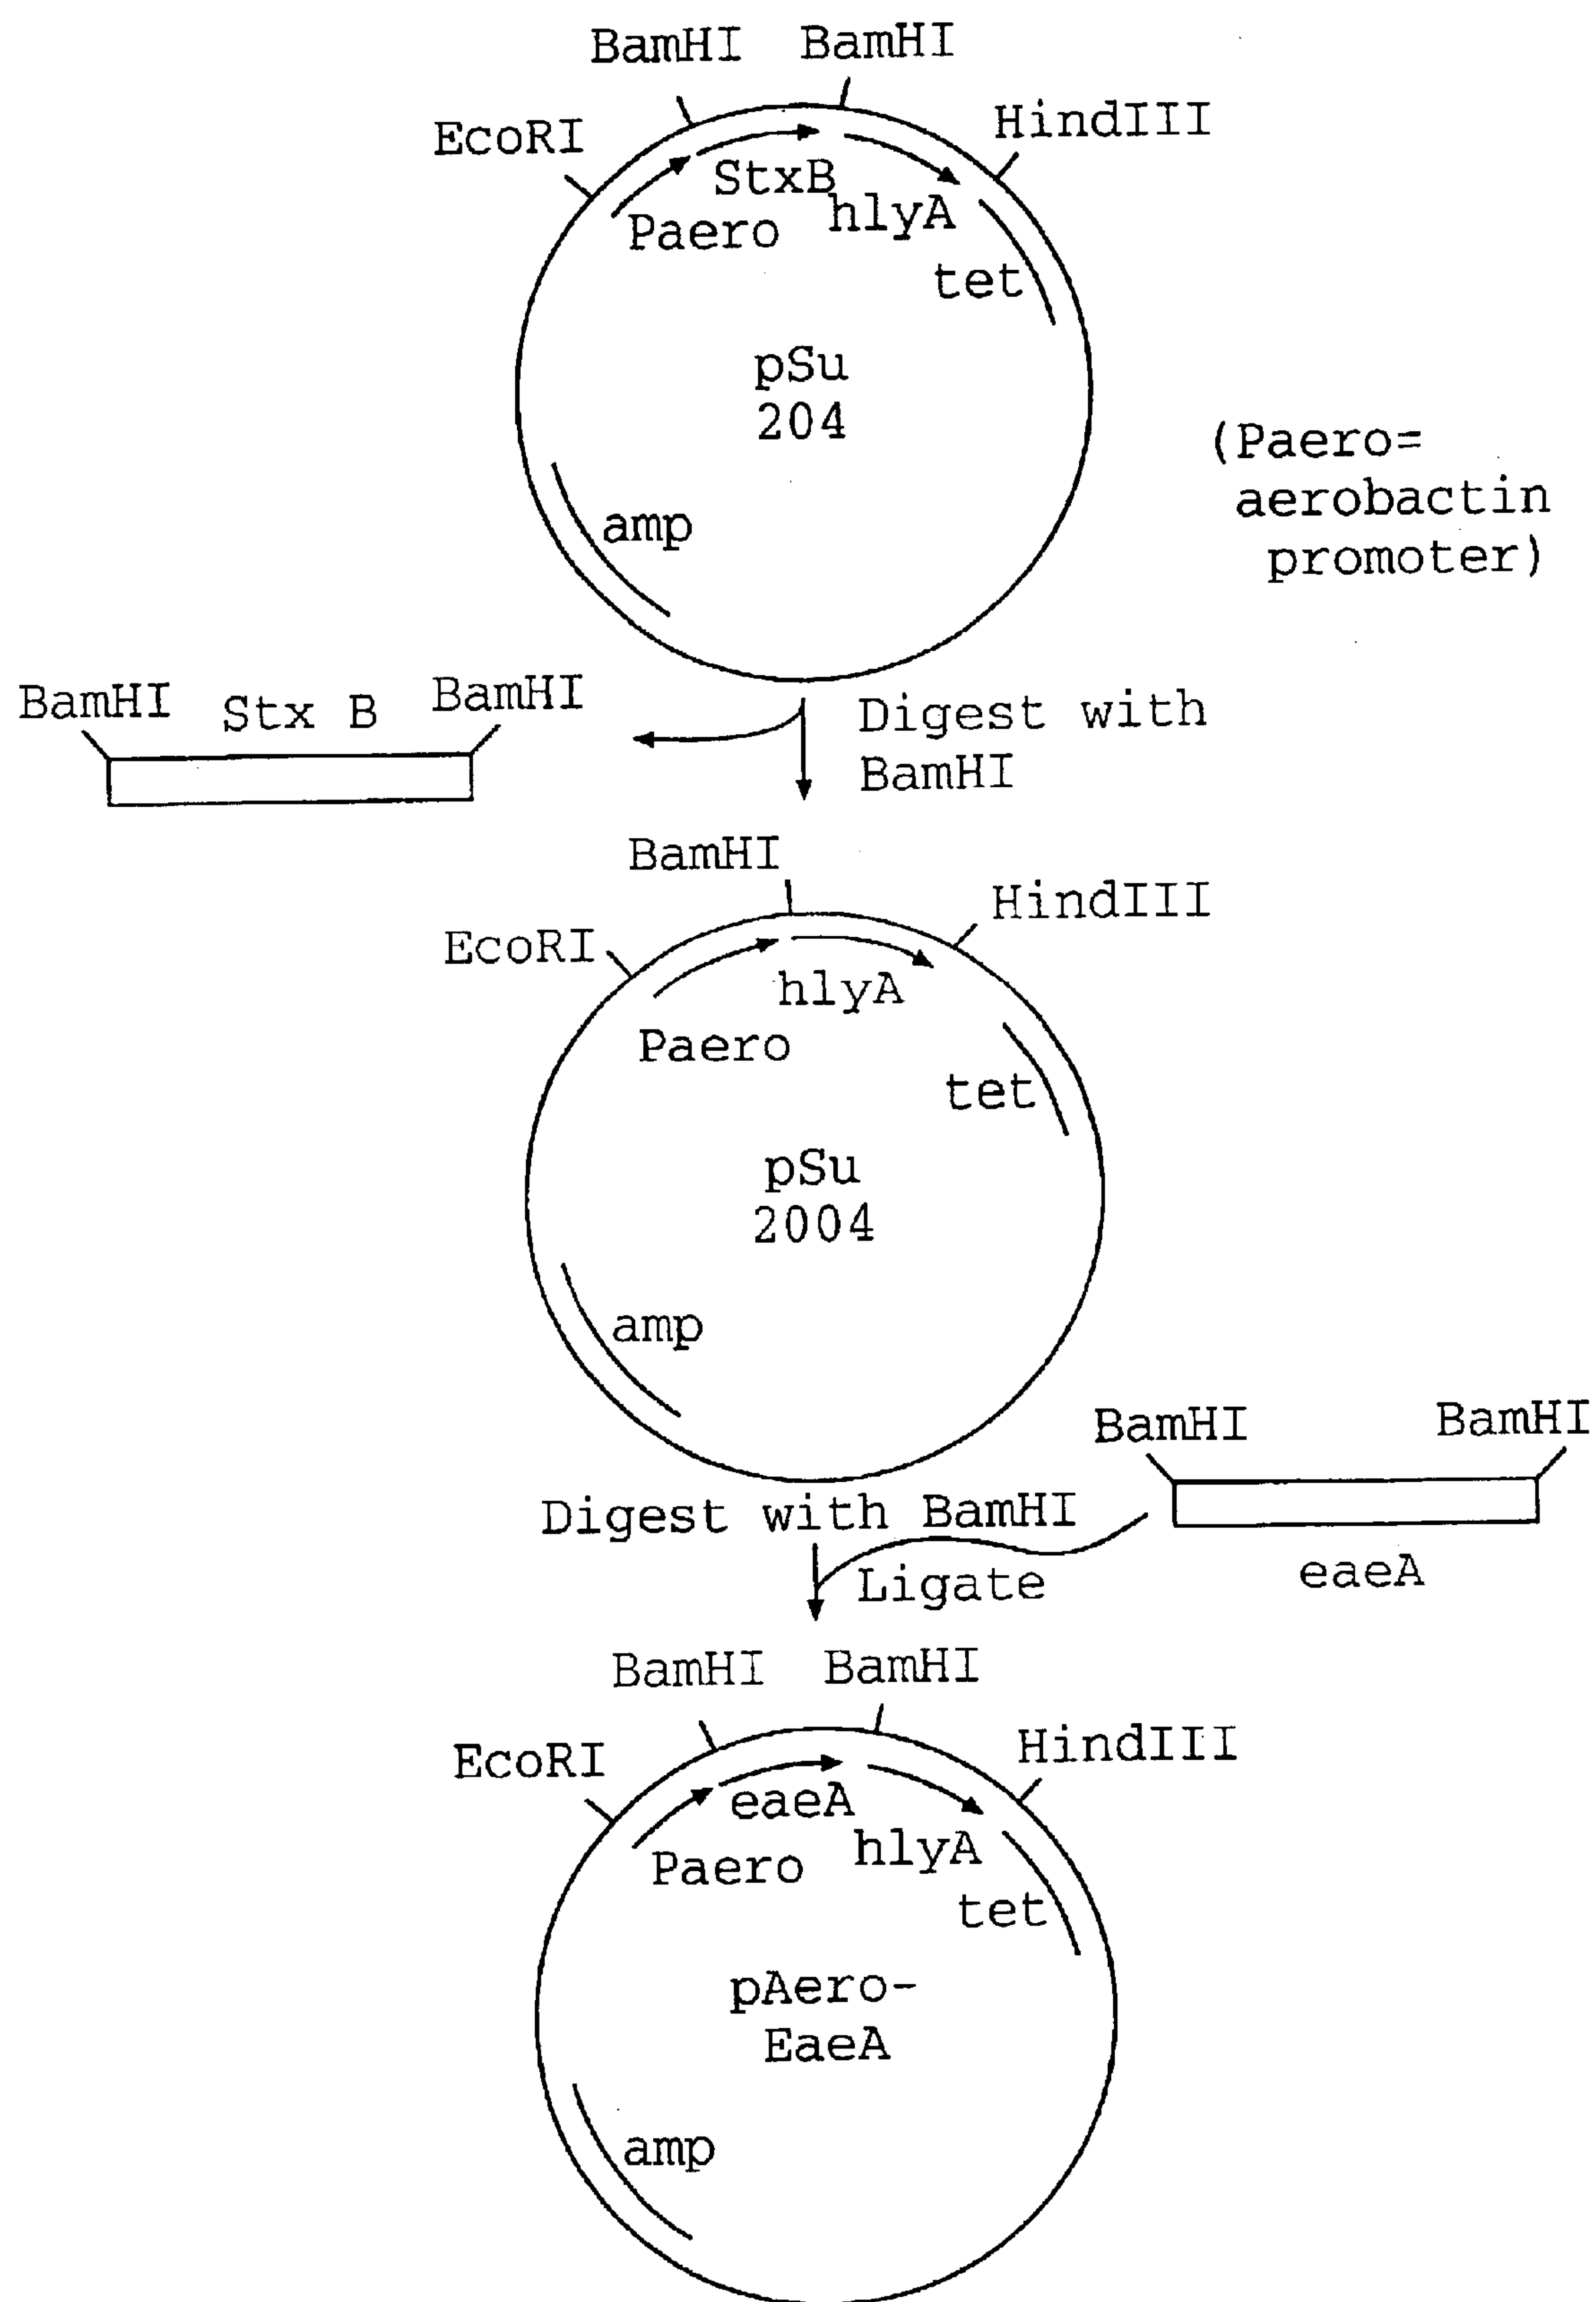 BamHI BamHI
EcoRI HindIII
StxB
Paero hlyA
tet
pSu
204
(Paero=
aerobactin
promoter)
amp
BamHI Stx B BamHI
Digest with
BamHI
BamHI
EcoRI HindIII
hlyA
Paero
tet
pSu
2004
amp
BamHI BamHI
Digest with BamHI
Ligate eaeA
BamHI BamHI
EcoRI HindIII
eaeA
Paero hlyA
tet
pAero-
EaeA
amp